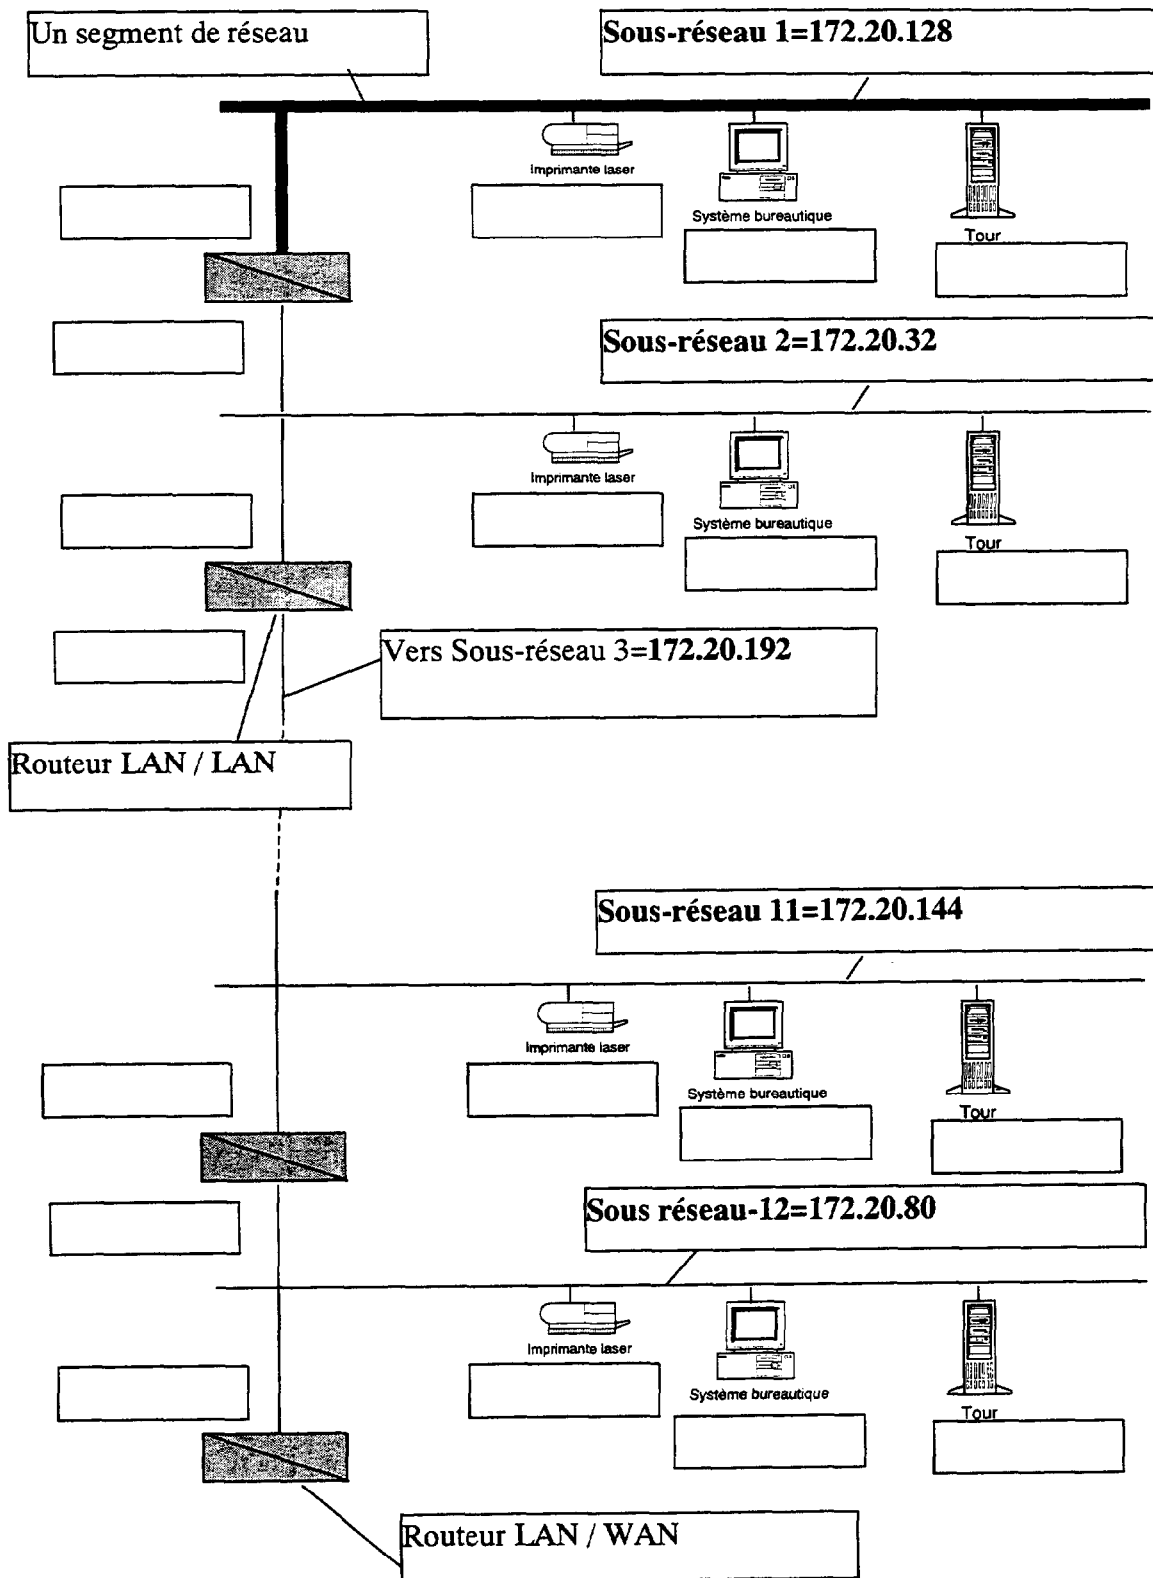 Un segment de réseau
Sous-réseau 1=172.20.128
Imprimante laser
Système bureautique
Tour
Sous-réseau 2=172.20.32
Imprimante laser
Système bureautique
Tour
Vers Sous-réseau 3=172.20.192
Routeur LAN / LAN
Sous-réseau 11=172.20.144
Imprimante laser
Système bureautique
Tour
Sous réseau-12=172.20.80
Imprimante laser
Système bureautique
Tour
Routeur LAN / WAN